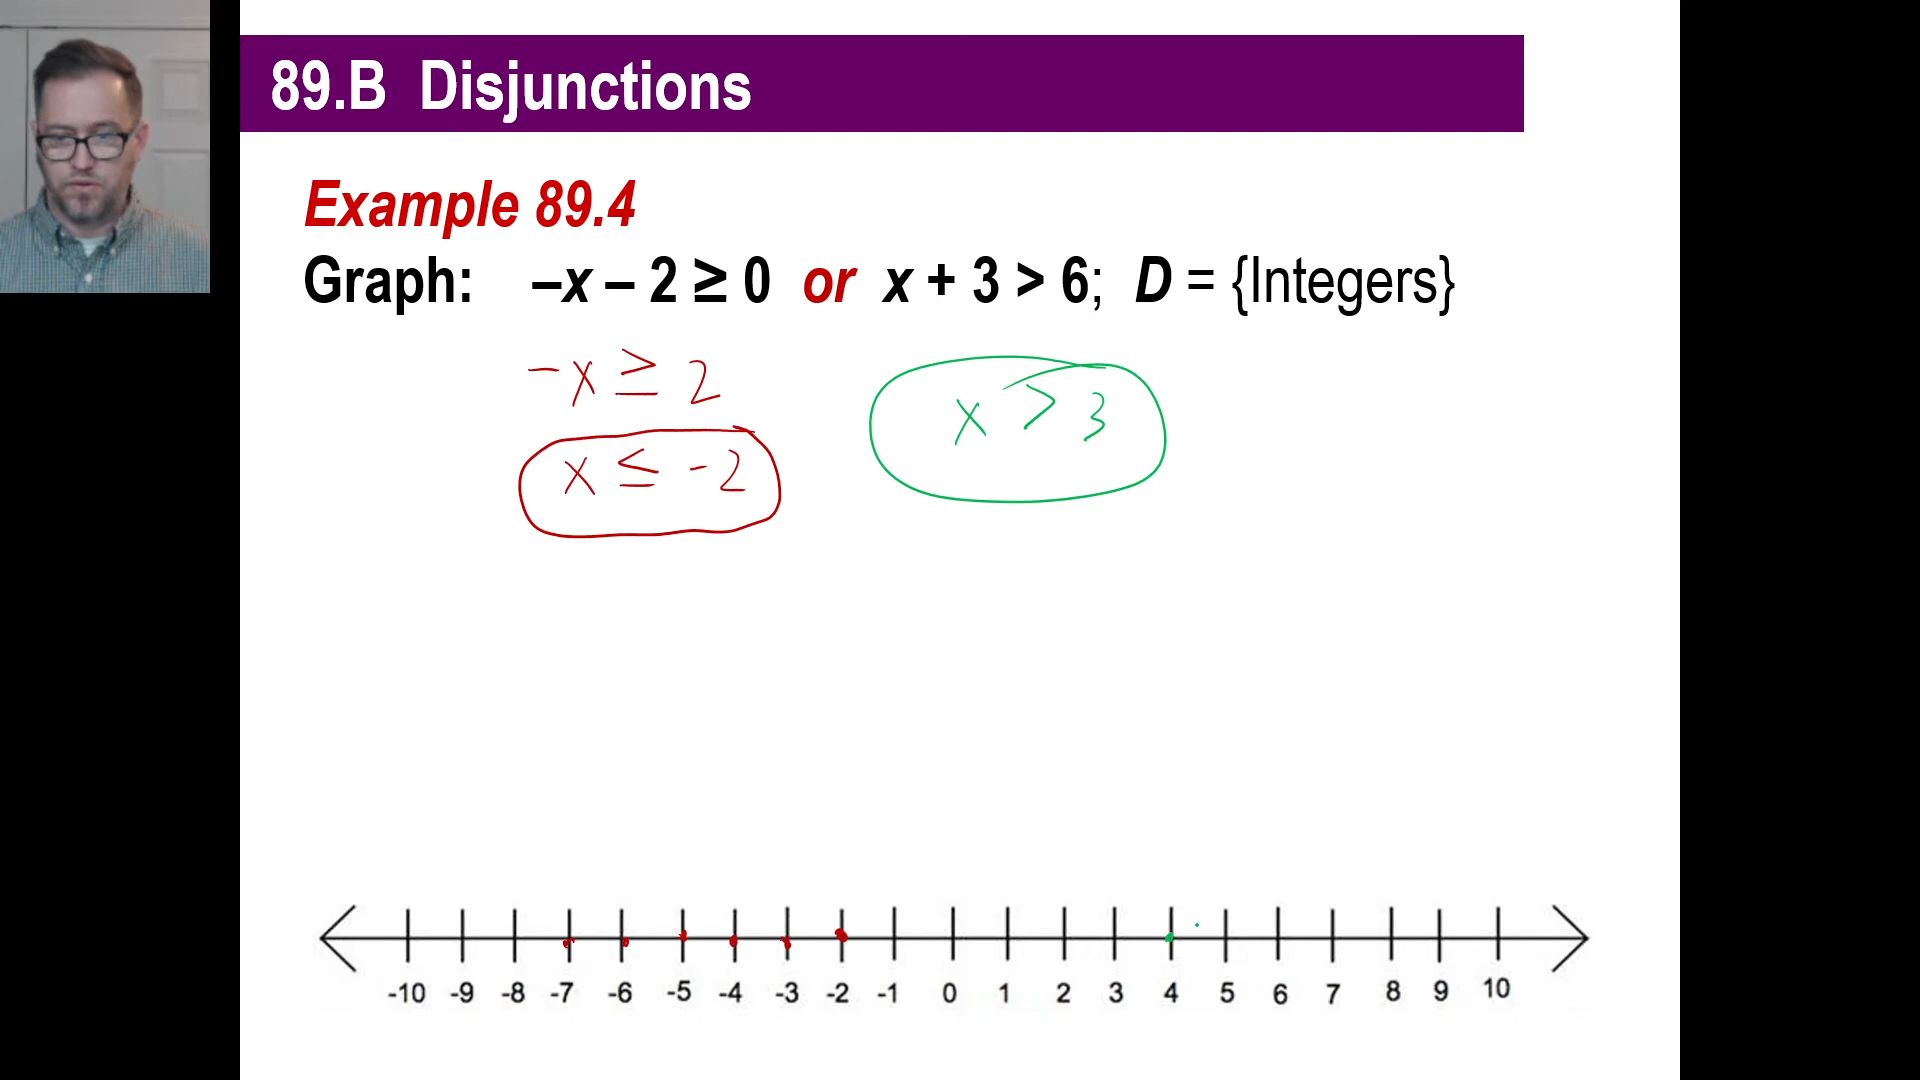 89.B Disjunctions
Example 89.4
Graph: –x – 2 ≥ 0 or x + 3 > 6; D = {Integers}
-x ≥ 2
x > 3
x ≤ -2
-10 -9 -8 -7 -6 -5 -4 -3 -2 -1 0 1 2 3 4 5 6 7 8 9 10